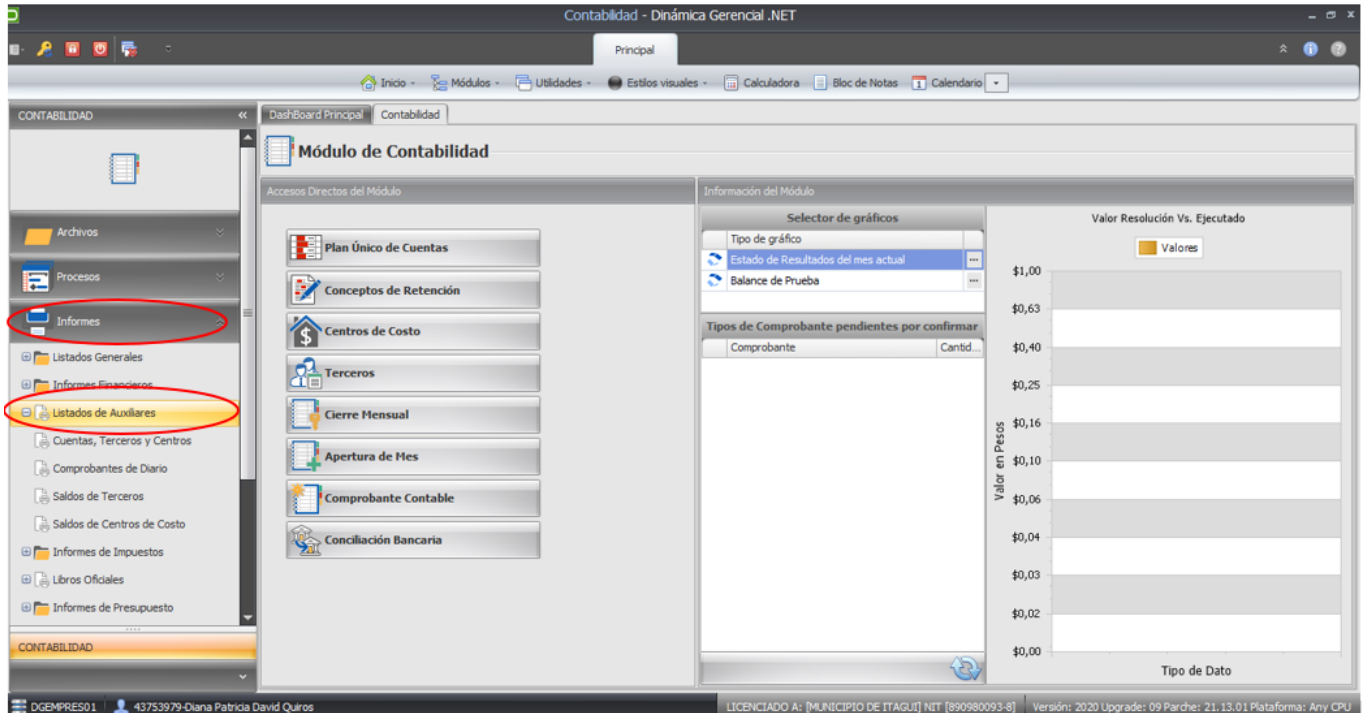 Contabilidad - Dinámica Gerencial .NET
Principal
Inicio
Módulos
Utilidades
Estilos visuales
Calculadora
Bloc de Notas
Calendario
CONTABILIDAD
Archivos
Procesos
Informes
Listados Generales
Informes Financieros
Listados de Auxiliares
Cuentas, Terceros y Centros
Comprobantes de Diario
Saldos de Terceros
Saldos de Centros de Costo
Informes de Impuestos
Libros Oficiales
Informes de Presupuesto
CONTABILIDAD
DashBoard Principal
Contabilidad
Módulo de Contabilidad
Accesos Directos del Módulo
Plan Único de Cuentas
Conceptos de Retención
Centros de Costo
Terceros
Cierre Mensual
Apertura de Mes
Comprobante Contable
Conciliación Bancaria
Información del Módulo
Selector de gráficos
Tipo de gráfico
Estado de Resultados del mes actual
Balance de Prueba
Tipos de Comprobante pendientes por confirmar
Comprobante
Cantid...
Valor Resolución Vs. Ejecutado
Valores
Valor en Pesos
$1,00
$0,63
$0,40
$0,25
$0,16
$0,10
$0,06
$0,04
$0,03
$0,02
$0,00
Tipo de Dato
DGEMPRES01
43753979-Diana Patricia David Quiros
LICENCIADO A: [MUNICIPIO DE ITAGUI] NIT [890980093-8]
Versión: 2020 Upgrade: 09 Parche: 21.13.01 Plataforma: Any CPU